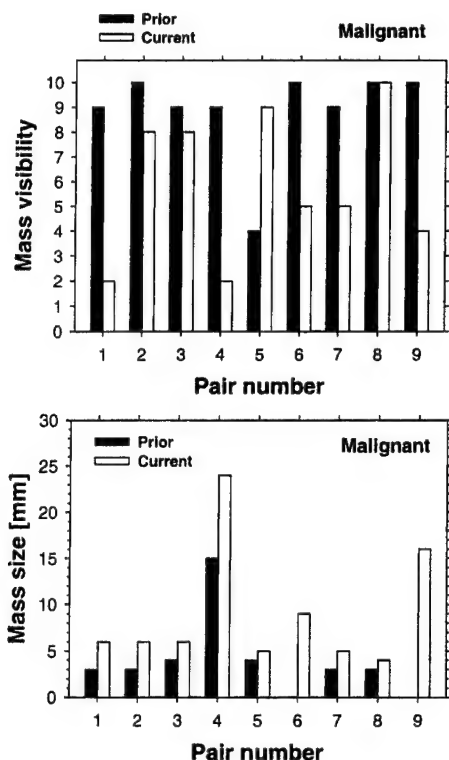 Prior
Current
Malignant
10
9
8
7
6
5
4
3
2
1
0
Mass visibility
1 2 3 4 5 6 7 8 9
Pair number
30
25
20
15
10
5
0
Mass size [mm]
Prior
Current
Malignant
1 2 3 4 5 6 7 8 9
Pair number